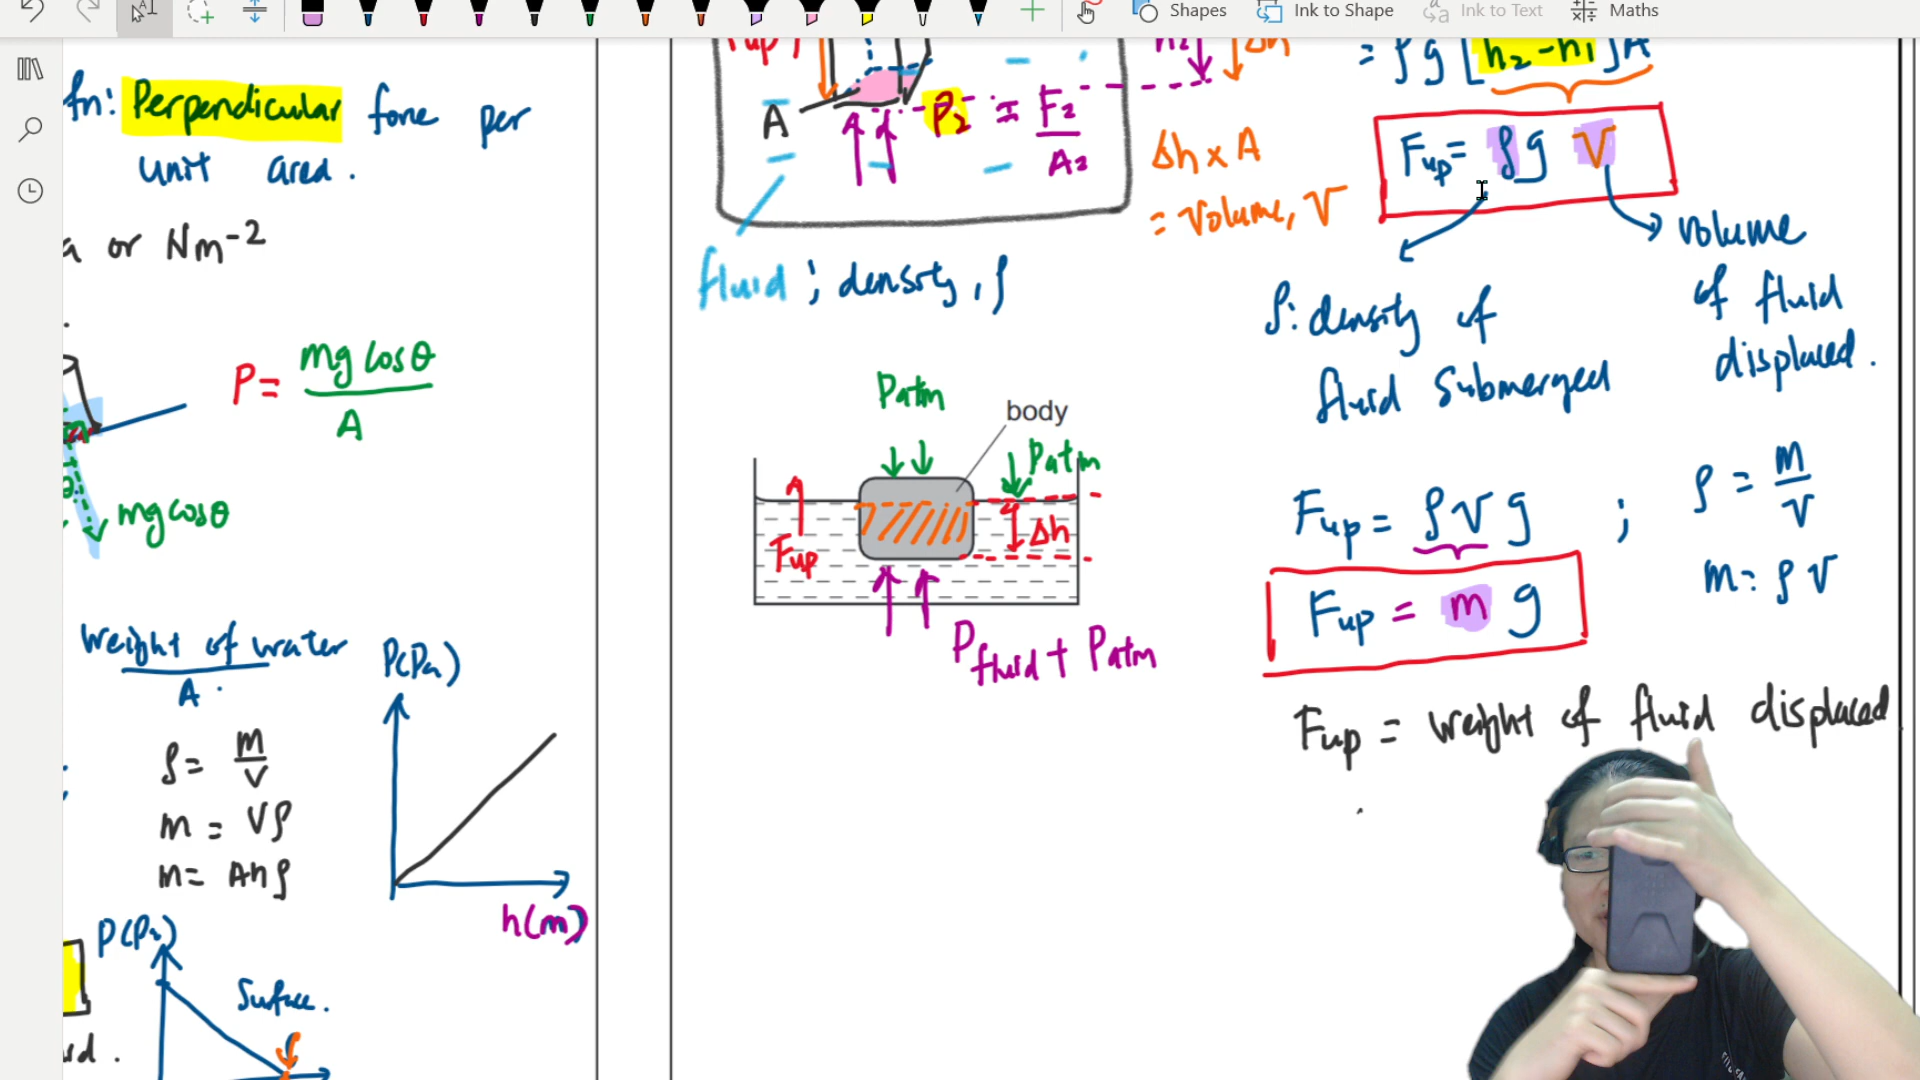 Shapes
Ink to Shape
Ink to Text
Maths
fn: Perpendicular force per
unit area.
a or Nm-2
P = mg cosθ / A
mg cosθ
weight of water / A.
ρ = m/V
m = Vρ
m = Ahρ
P(Pa)
h(m)
P(Pa)
Surface.
Fup
A
P2 = F2/A2
Δh
Δh x A
= Volume, V
fluid ; density, ρ
Patm
body
Patm
Fup
Δh
Pfluid + Patm
= ρg [h2-h1]A
Fup = ρg V
volume
of fluid
displaced.
ρ: density of
fluid submerged
Fup = ρVg ; ρ = m/V
m = ρV
Fup = mg
Fup = weight of fluid displaced